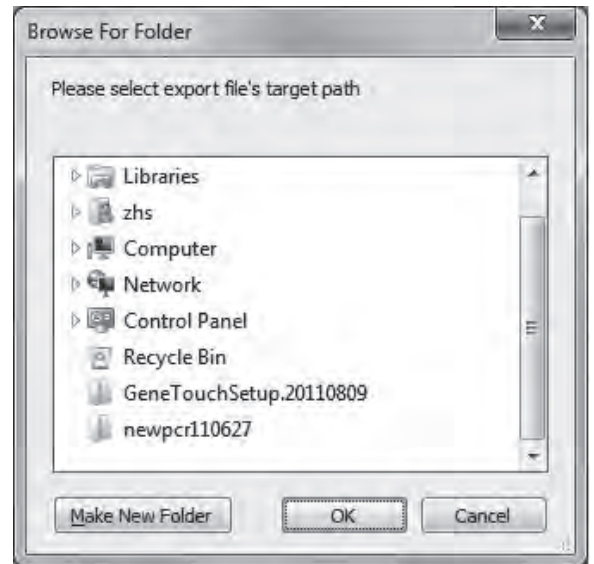 Browse For Folder
Please select export file's target path
Libraries
zhs
Computer
Network
Control Panel
Recycle Bin
GeneTouchSetup.20110809
newpcr110627
Make New Folder
OK
Cancel